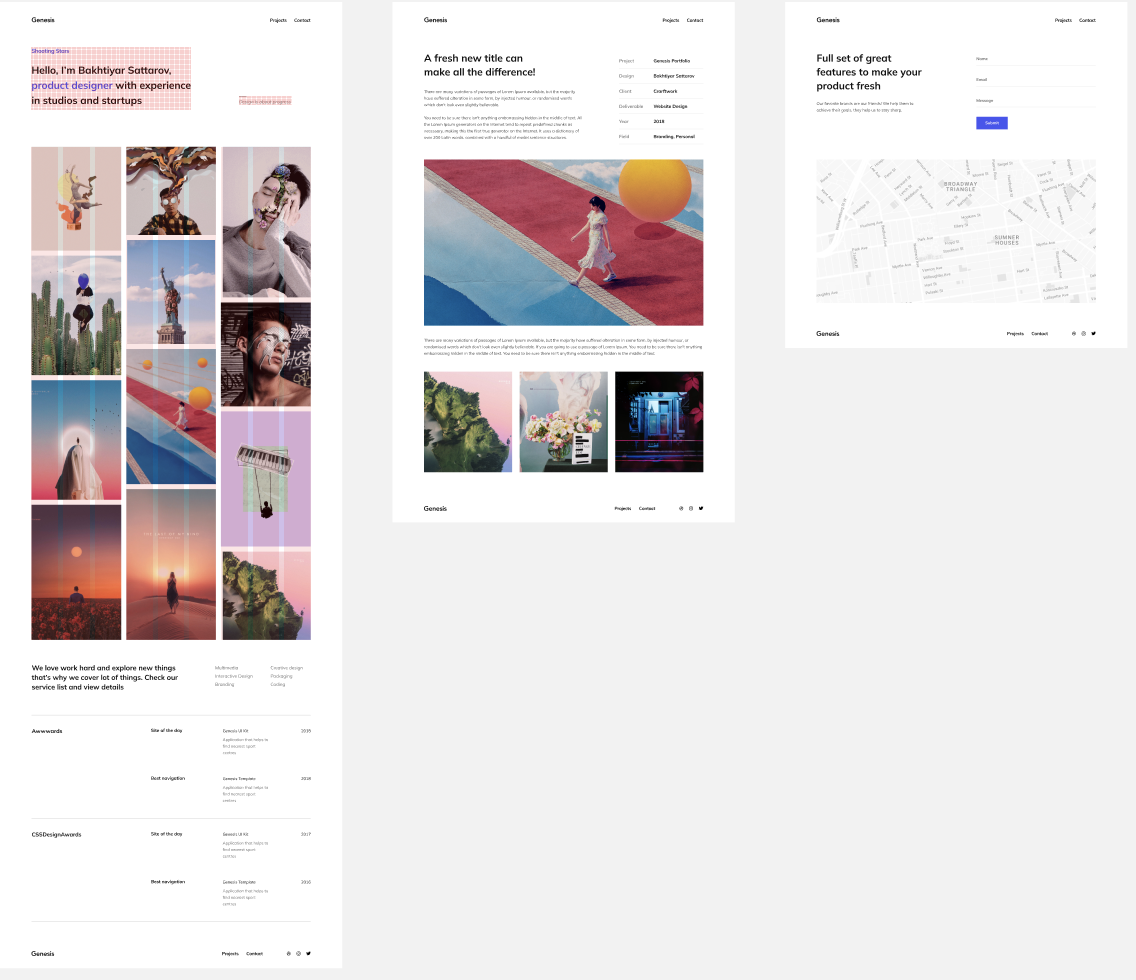 Genesis
Projects Contact
Shooting Stars
Hello, I'm Bakhtiyar Sattarov,
product designer with experience
in studios and startups
We love work hard and explore new things
that's why we cover lot of things. Check our
service list and view details
Multimedia
Interactive Design
Branding
Creative design
Packaging
Coding
Awwwards
Site of the day
Genesis UI Kit
Application that helps to
find nearest sport
centres
2019
Best navigation
Genesis Template
Application that helps to
find nearest sport
centres
2018
CSSDesignAwards
Site of the day
Genesis UI Kit
Application that helps to
find nearest sport
centres
2017
Best navigation
Genesis Template
Application that helps to
find nearest sport
centres
2016
Genesis
Projects Contact
Genesis
Projects Contact
A fresh new title can
make all the difference!
There are many variations of passages of Lorem Ipsum available, but the majority
have suffered alteration in some form, by injected humour, or randomised words
which don't look even slightly believable.
You need to be sure there isn't anything embarrassing hidden in the middle of text. All
the Lorem Ipsum generators on the Internet tend to repeat predefined chunks as
necessary, making this the first true generator on the Internet. It uses a dictionary of
over 200 Latin words, combined with a handful of model sentence structures
Project Genesis Portfolio
Design Bakhtiyar Sattarov
Client Craftwork
Deliverable Website Design
Year 2019
Field Branding, Personal
There are many variations of passages of Lorem Ipsum available, but the majority have suffered alteration in some form, by injected humour, or
randomised words which don't look even slightly believable. If you are going to use a passage of Lorem Ipsum. You need to be sure there isn't anything
embarrassing hidden in the middle of text. You need to be sure there isn't anything embarrassing hidden in the middle of text.
Genesis
Projects Contact
Genesis
Projects Contact
Full set of great
features to make your
product fresh
Our favorite brands are our friends! We help them to
achieve their goals, they help us to stay sharp.
Name
Email
Message
Submit
BROADWAY
TRIANGLE
SUMNER
HOUSES
Park Ave
Myrtle Ave
Flushing Ave
Lafayette Ave
Genesis
Projects Contact